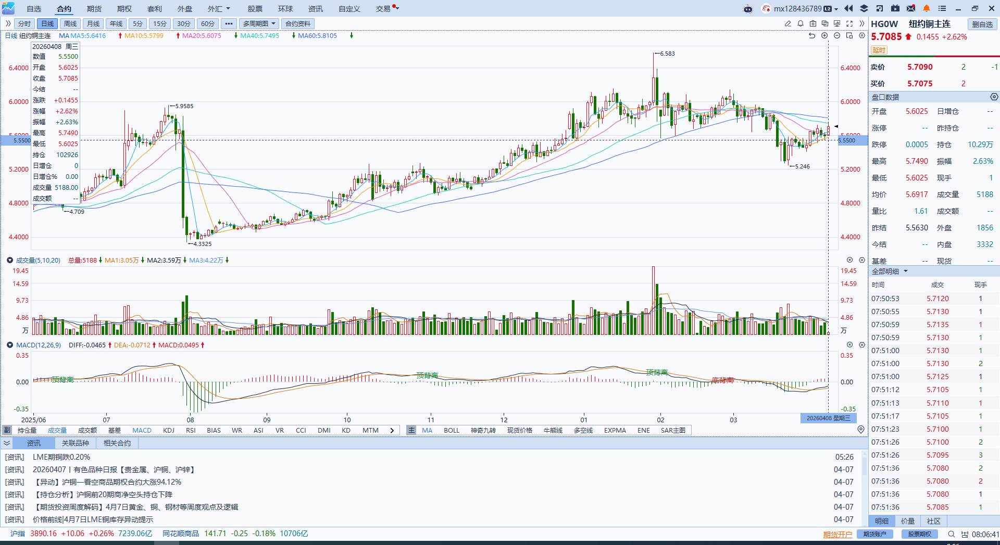 自选 合约 期货 期权 套利 外盘 外汇 股票 环球 资讯 自定义 交易 mx128436789 L2
分时 日线 周线 月线 年线 5分 15分 30分 60分 多周期图 合约资料
日线 纽约铜主连 MA MA5:5.6416 MA10:5.5799 MA20:5.6075 MA40:5.7495 MA60:5.8105
20260408 周三
数值 5.5500
开盘 5.6025
收盘 5.7085
今结 --
涨跌 +0.1455
涨幅 +2.62%
振幅 +2.63%
最高 5.7490
最低 5.6025
持仓 102926
日增仓 0
日增仓% 0.00
成交量 5188.00
成交额 --
6.4000 6.4000
6.0000 6.0000
5.6000 5.6000
5.5500 5.5500
5.2000 5.2000
4.8000 4.8000
4.4000 4.4000
6.583
5.9585
5.246
4.709
4.3325
成交量(5,10,20) 总量:5188 MA1:3.05万 MA2:3.59万 MA3:4.22万
19.45 19.45
14.59 14.59
9.73 9.73
4.86 4.86
万 万
MACD(12,26,9) DIFF:-0.0465 DEA:-0.0712 MACD:0.0495
0.35 0.35
顶背离 顶背离 顶背离 底背离
0.00 0.00
-0.35 -0.35
2025/06 07 08 09 10 11 12 01 02 03 20260408 星期三
副 持仓量 成交量 成交额 基差 MACD KDJ RSI BIAS WR ASI VR CCI DMI KD MTM 主 MA BOLL 神奇九转 现货价格 牛熊线 多空线 EXPMA ENE SAR主图
资讯 关联品种 相关合约
[资讯] LME期铜跌0.20% 05:26
[资讯] 20260407丨有色品种日报【贵金属、沪铜、沪锌】 04-07
[资讯] 【异动】沪铜—看空商品期权合约大涨94.12% 04-07
[资讯] 【持仓分析】沪铜前20期商净空头持仓下降 04-07
[资讯] 【期货投资周度解码】4月7日黄金、铜、钢材等周度观点及逻辑 04-07
[资讯] 价格前线|4月7日LME铜库存异动提示 04-07
HG0W 纽约铜主连 删自选
5.7085 0.1455 +2.62%
延时
卖价 5.7090 2 -1
买价 5.7075 2
盘口数据
开盘 5.6025 日增仓 --
涨停 -- 昨持仓 --
跌停 0.0005 持仓 10.29万
最高 5.7490 振幅 2.63%
最低 5.6025 现手 1
均价 5.6917 成交量 5188
量比 1.61 成交额 --
昨结 5.5630 外盘 1856
今结 -- 内盘 3332
基差 -- 现货 --
全部明细
时间 成交 现手
07:50:53 5.7120 1
07:50:55 5.7130 1
07:50:59 5.7135 1
07:50:59 5.7130 1
07:51:00 5.7130 1
07:51:00 5.7130 2
07:51:00 5.7125 1
07:51:12 5.7105 1
07:51:13 5.7110 1
07:51:17 5.7105 1
07:51:23 5.7100 1
07:51:26 5.7100 2
07:51:26 5.7095 3
07:51:36 5.7080 2
07:51:36 5.7080 2
07:51:36 5.7080 1
07:51:36 5.7085 1
明细 价量 社区
沪指 3890.16 +10.06 +0.26% 7239.06亿 同花顺商品 141.71 -0.25 -0.18% 10706亿 期货开户 期货账户 股票期权 08:06:41